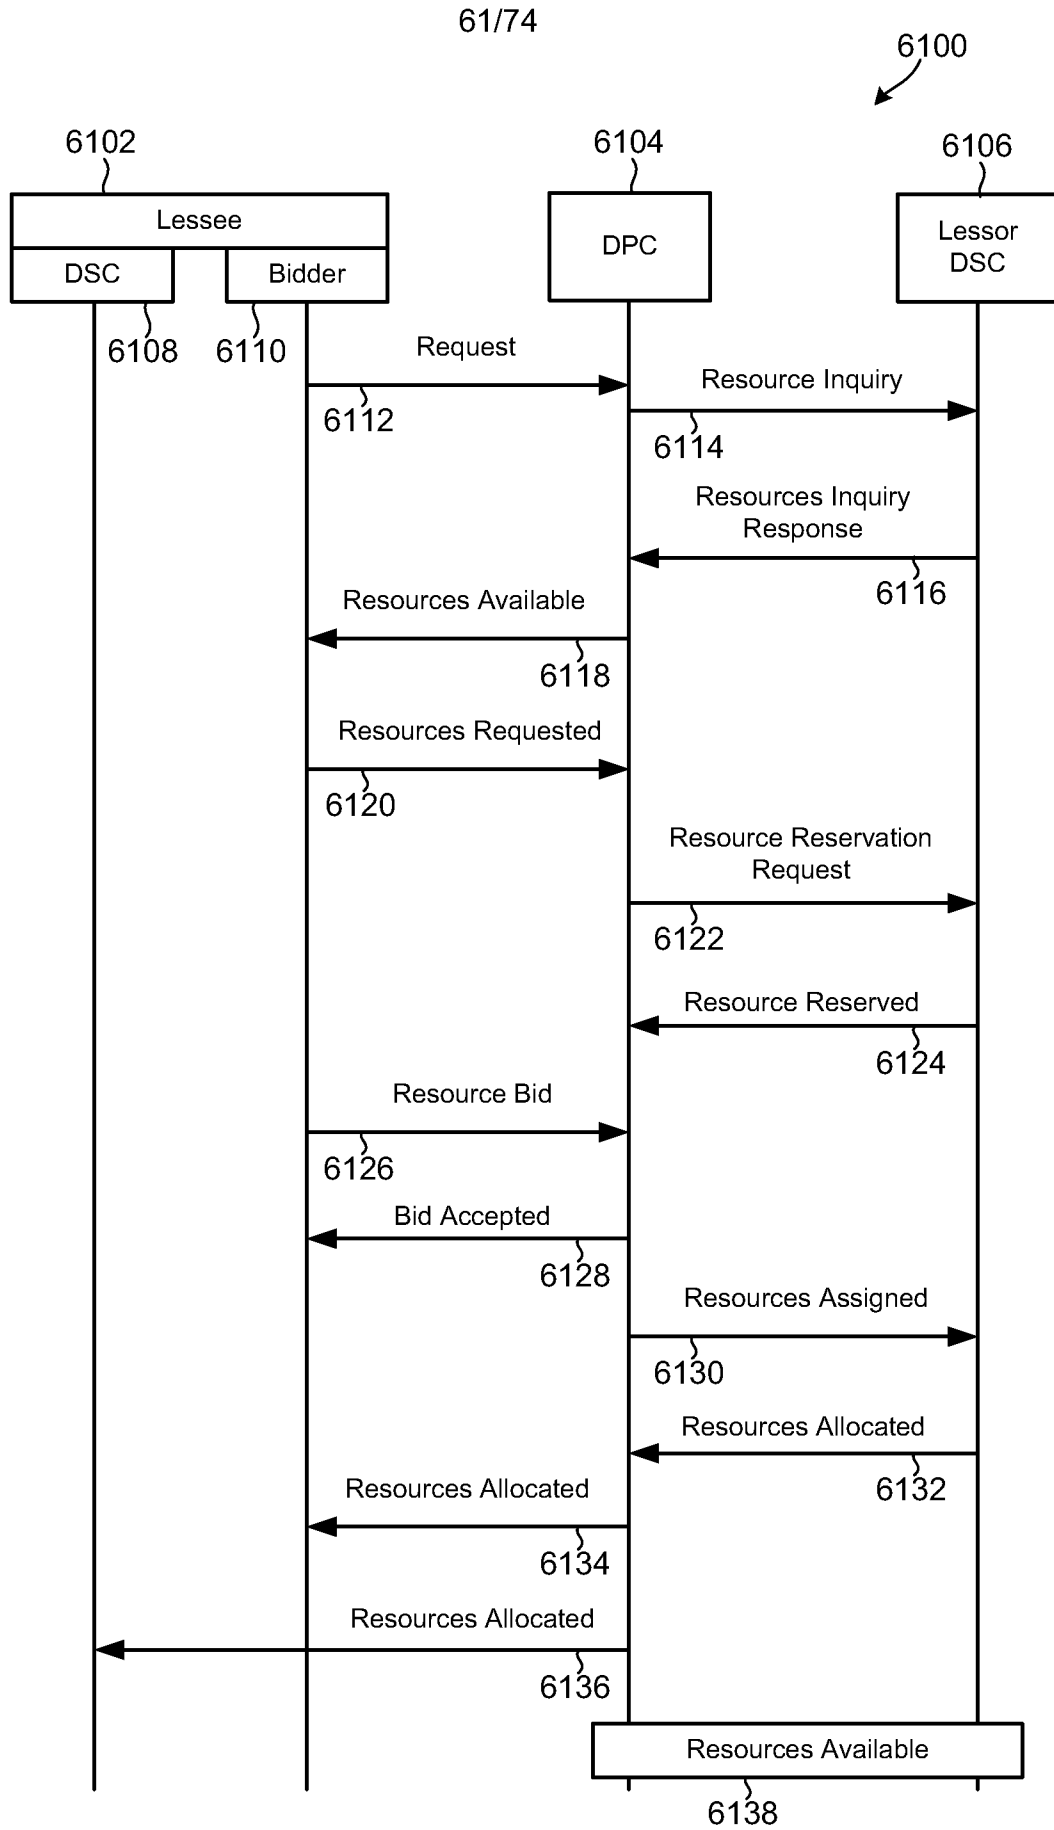 61/74
6100
6102
6104
6106
Lessee
DPC
Lessor
DSC
DSC
Bidder
6108
6110
Request
6112
Resource Inquiry
6114
Resources Inquiry
Response
6116
Resources Available
6118
Resources Requested
6120
Resource Reservation
Request
6122
Resource Reserved
6124
Resource Bid
6126
Bid Accepted
6128
Resources Assigned
6130
Resources Allocated
6132
Resources Allocated
6134
Resources Allocated
6136
Resources Available
6138